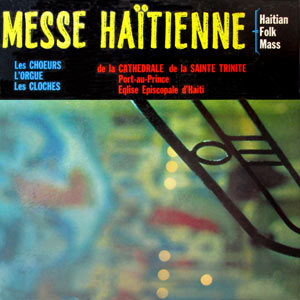 MESSE HAÏTIENNE
Haitian
Folk
Mass
Les CHOEURS
L'ORGUE
Les CLOCHES
de la CATHEDRALE de la SAINTE TRINITE
Port-au-Prince
Eglise Episcopale d'Haïti